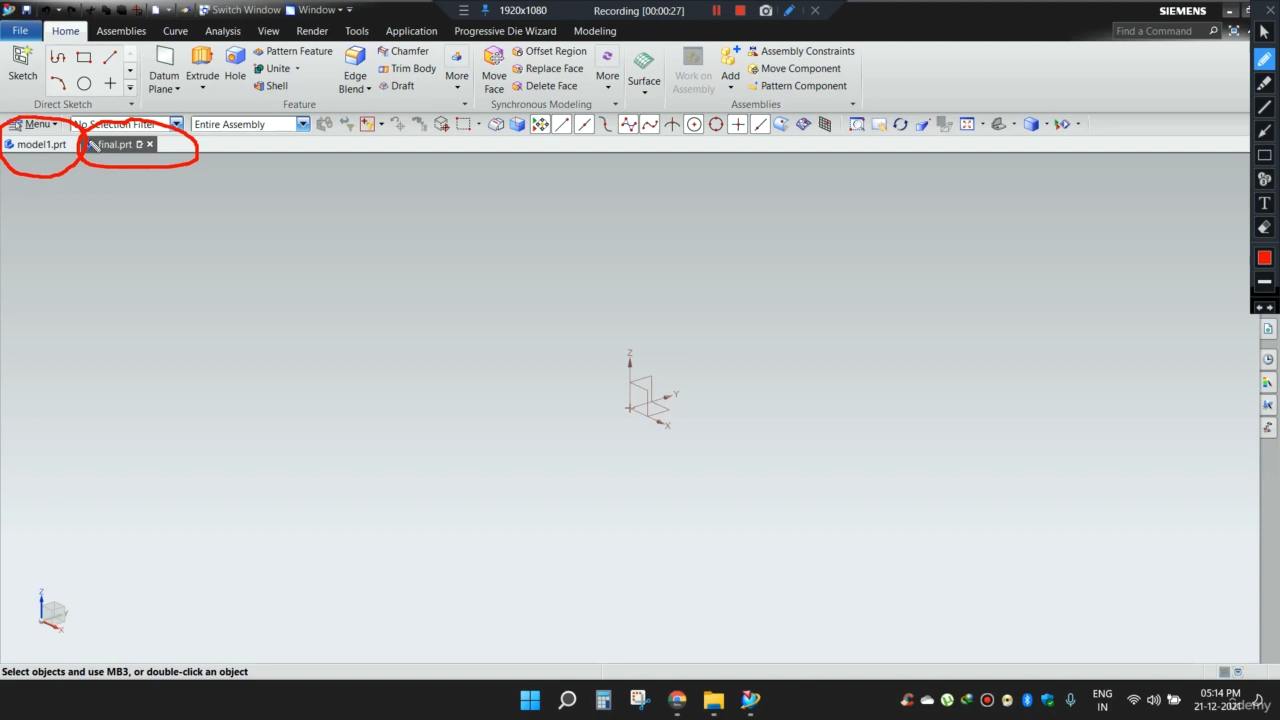 Switch Window Window 1920x1080 Recording [00:00:27] SIEMENS
File Home Assemblies Curve Analysis View Render Tools Application Progressive Die Wizard Modeling Find a Command
Sketch Datum Plane Extrude Hole Pattern Feature Unite Shell Edge Blend Chamfer Trim Body Draft More Move Face Offset Region Replace Face Delete Face More Surface Work on Assembly Add Assembly Constraints Move Component Pattern Component
Direct Sketch Feature Synchronous Modeling Assemblies
Menu No Selection Filter Entire Assembly
model1.prt final.prt
Z
Y
X
Z
Y
X
Select objects and use MB3, or double-click an object
ENG 05:14 PM
IN 21-12-2021
Udemy